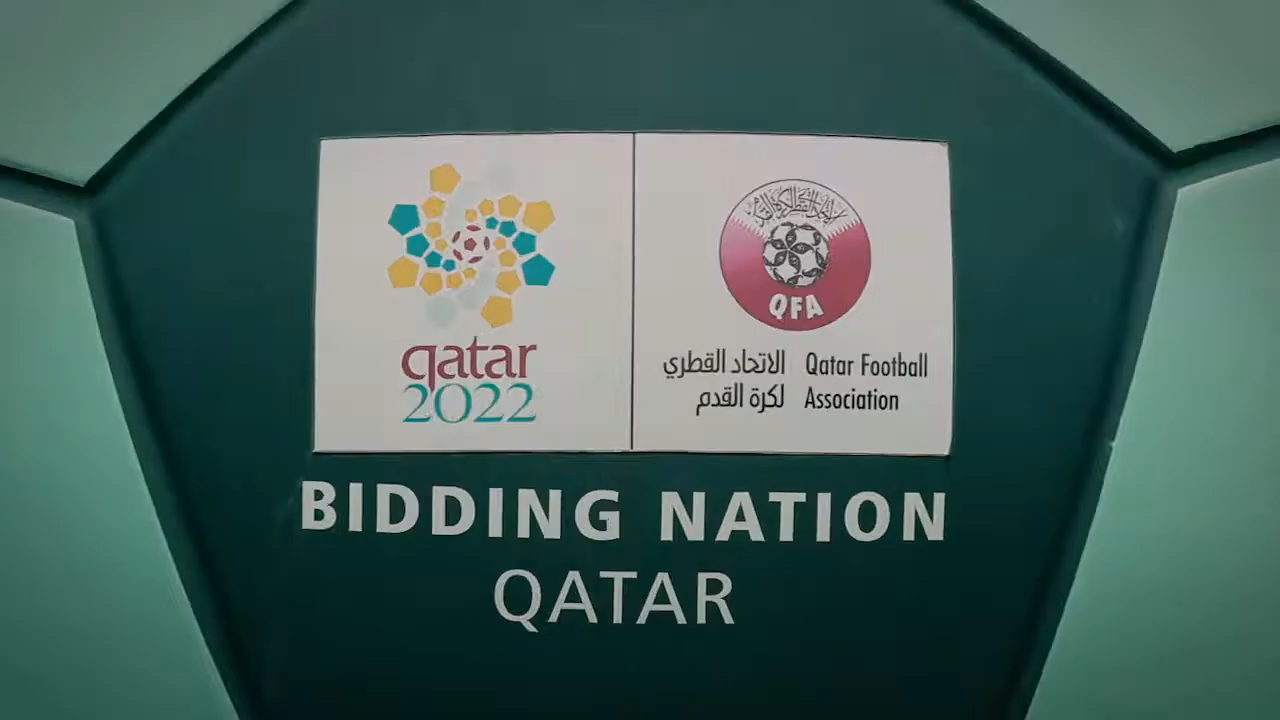 qatar
2022
QFA
الاتحاد القطري
لكرة القدم
Qatar Football
Association
BIDDING NATION
QATAR